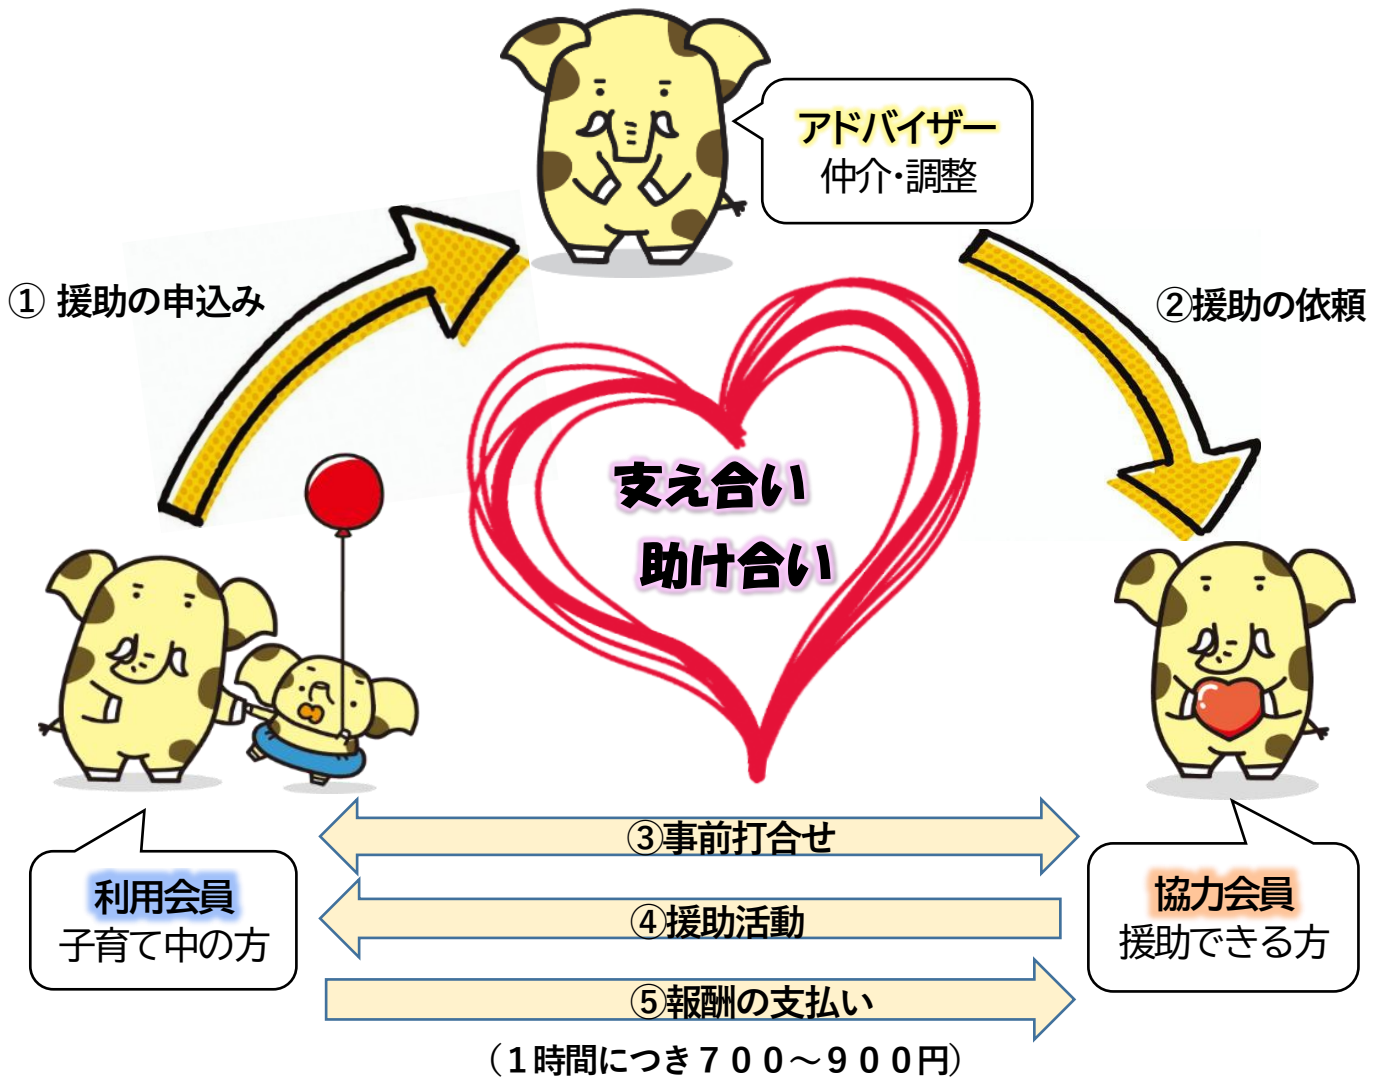 アドバイザー
仲介・調整
① 援助の申込み
②援助の依頼
支え合い
助け合い
③事前打合せ
利用会員
子育て中の方
④援助活動
協力会員
援助できる方
⑤報酬の支払い
（１時間につき７００～９００円）